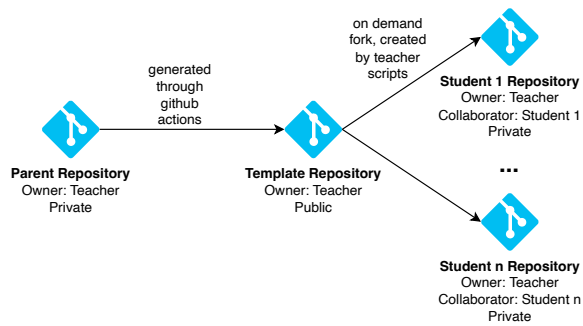 generated
through
github
actions
on demand
fork, created
by teacher
scripts
Parent Repository
Owner: Teacher
Private
Template Repository
Owner: Teacher
Public
Student 1 Repository
Owner: Teacher
Collaborator: Student 1
Private
...
Student n Repository
Owner: Teacher
Collaborator: Student n
Private